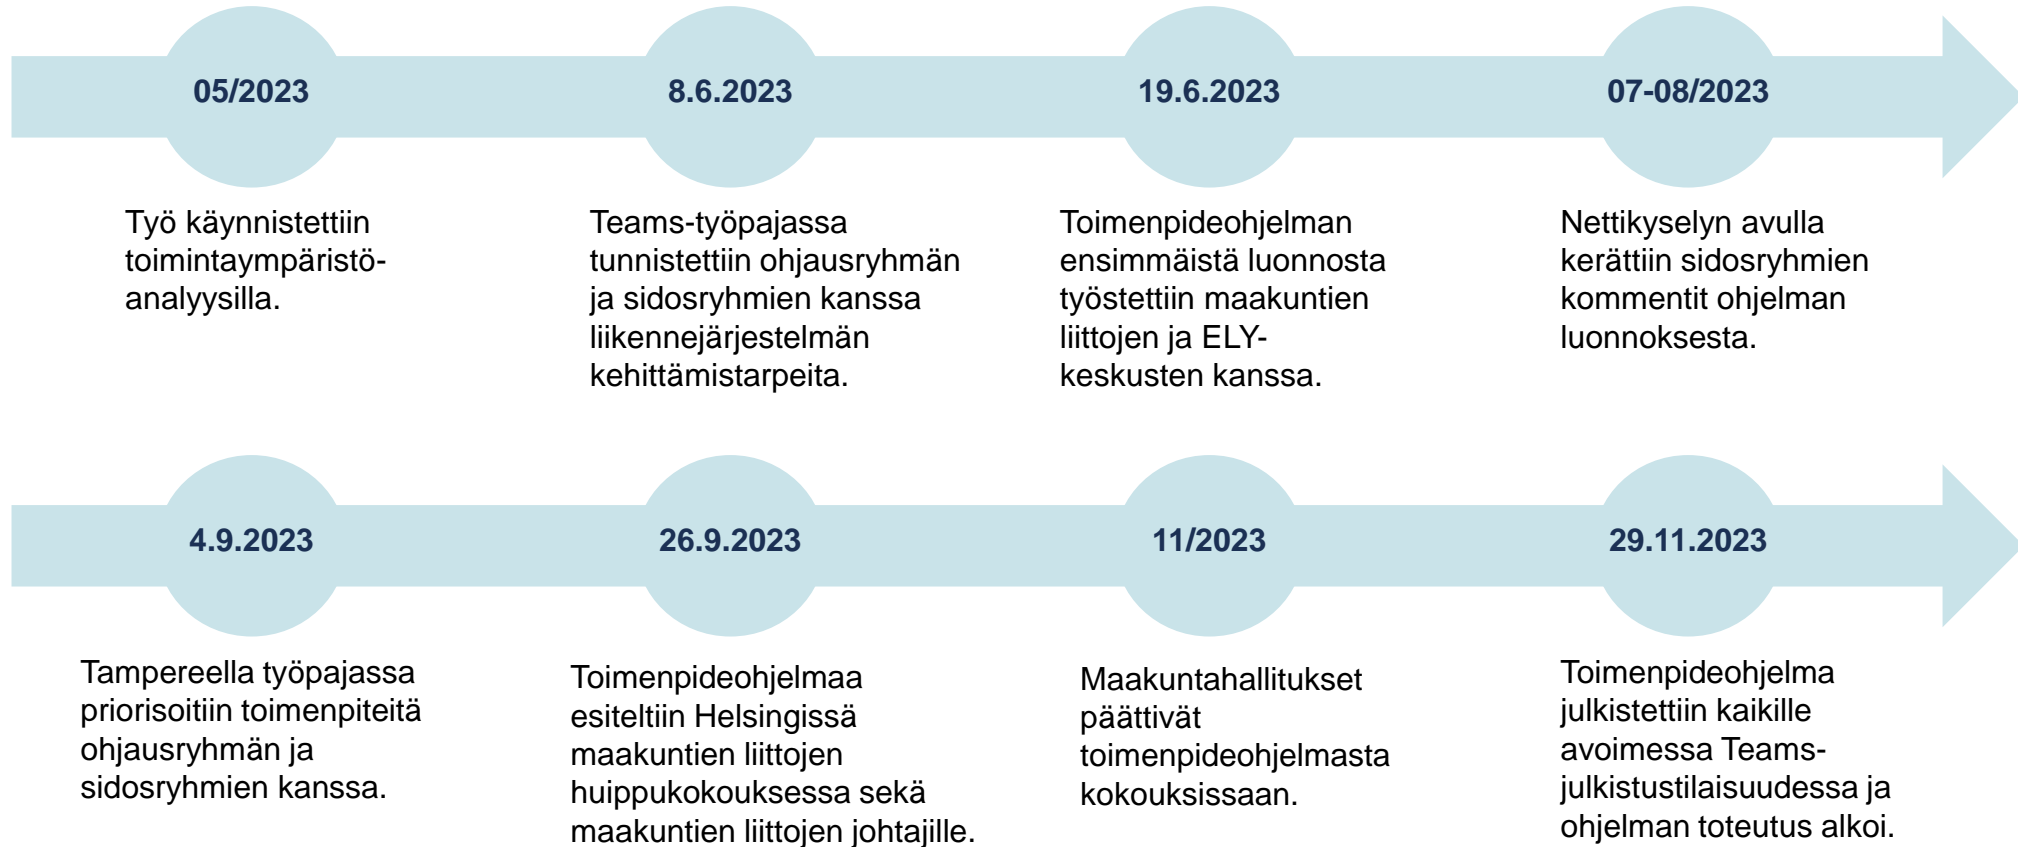 05/2023
8.6.2023
19.6.2023
07-08/2023
Työ käynnistettiin
toimintaympäristö-
analyysilla.
Teams-työpajassa
tunnistettiin ohjausryhmän
ja sidosryhmien kanssa
liikennejärjestelmän
kehittämistarpeita.
Toimenpideohjelman
ensimmäistä luonnosta
työstettiin maakuntien
liittojen ja ELY-
keskusten kanssa.
Nettikyselyn avulla
kerättiin sidosryhmien
kommentit ohjelman
luonnoksesta.
4.9.2023
26.9.2023
11/2023
29.11.2023
Tampereella työpajassa
priorisoitiin toimenpiteitä
ohjausryhmän ja
sidosryhmien kanssa.
Toimenpideohjelmaa
esiteltiin Helsingissä
maakuntien liittojen
huippukokouksessa sekä
maakuntien liittojen johtajille.
Maakuntahallitukset
päättivät
toimenpideohjelmasta
kokouksissaan.
Toimenpideohjelma
julkistettiin kaikille
avoimessa Teams-
julkistustilaisuudessa ja
ohjelman toteutus alkoi.